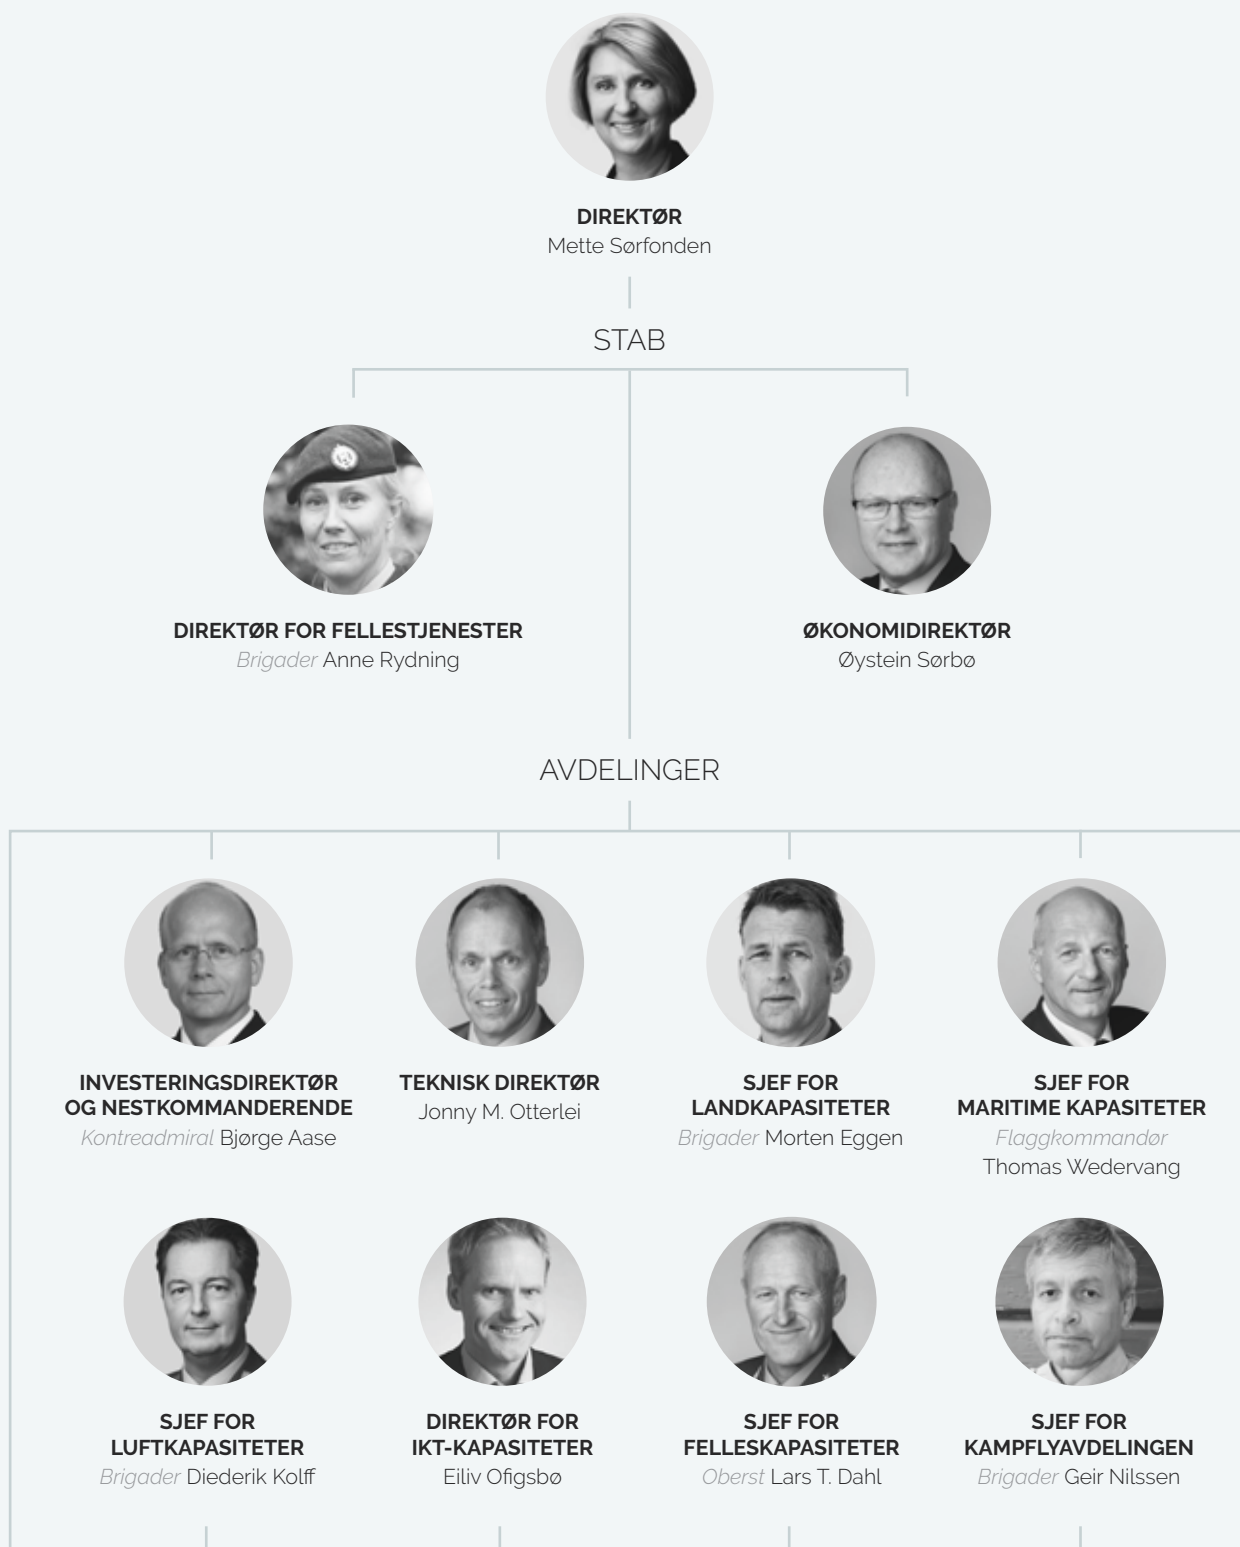 DIREKTØR
Mette Sørfonden
STAB
DIREKTØR FOR FELLESTJENESTER
Brigader Anne Rydning
ØKONOMIDIREKTØR
Øystein Sørbø
AVDELINGER
INVESTERINGSDIREKTØR
OG NESTKOMMANDERENDE
Kontreadmiral Bjørge Aase
TEKNISK DIREKTØR
Jonny M. Otterlei
SJEF FOR
LANDKAPASITETER
Brigader Morten Eggen
SJEF FOR
MARITIME KAPASITETER
Flaggkommandør
Thomas Wedervang
SJEF FOR
LUFTKAPASITETER
Brigader Diederik Kolff
DIREKTØR FOR
IKT-KAPASITETER
Eiliv Ofigsbø
SJEF FOR
FELLESKAPASITETER
Oberst Lars T. Dahl
SJEF FOR
KAMPFLYAVDELINGEN
Brigader Geir Nilssen